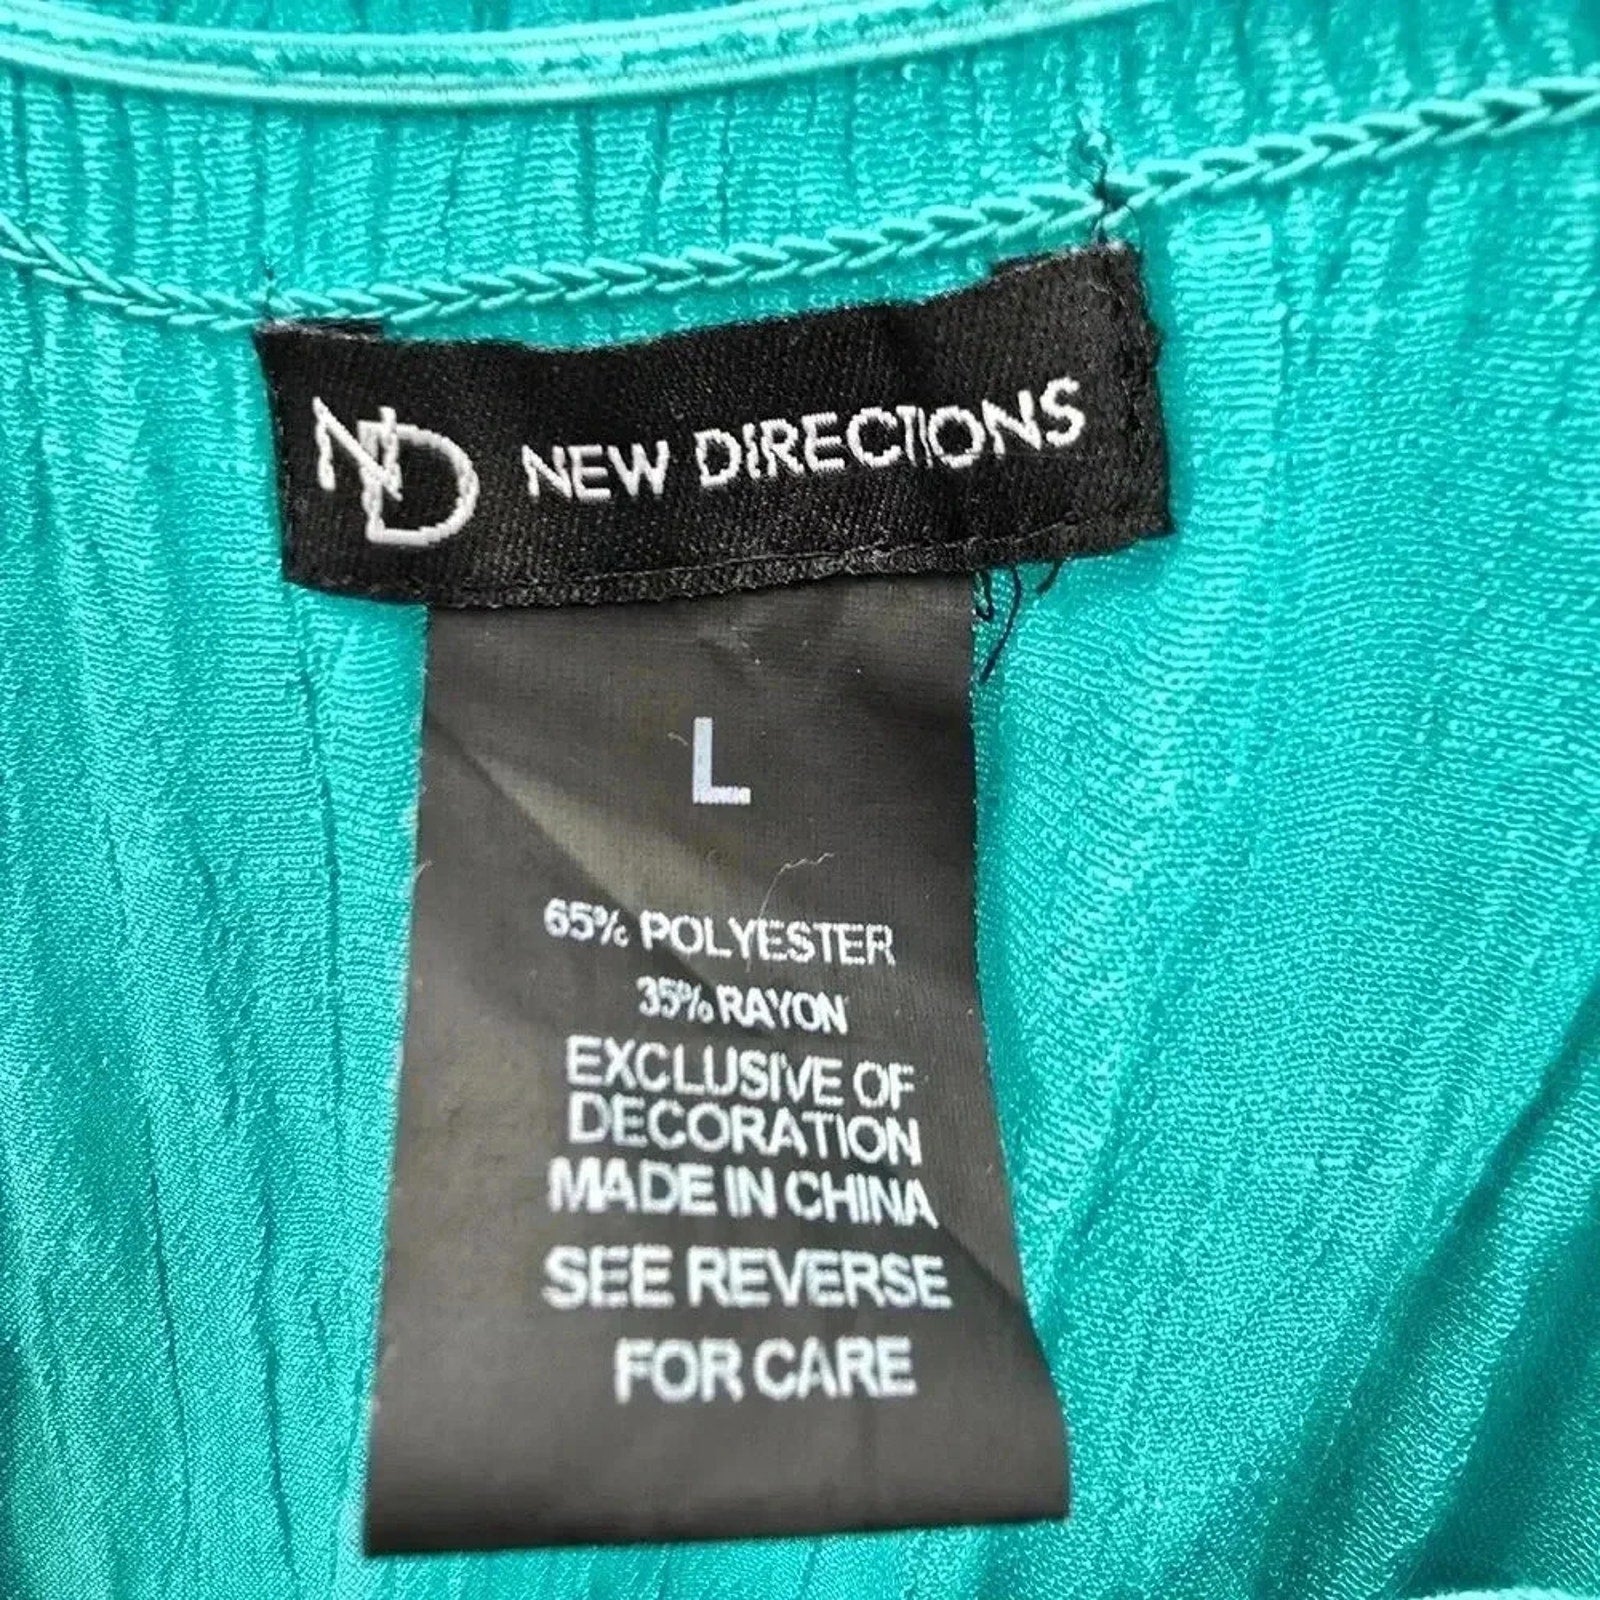 ND NEW DIRECTIONS
L
65% POLYESTER
35% RAYON
EXCLUSIVE OF
DECORATION
MADE IN CHINA
SEE REVERSE
FOR CARE